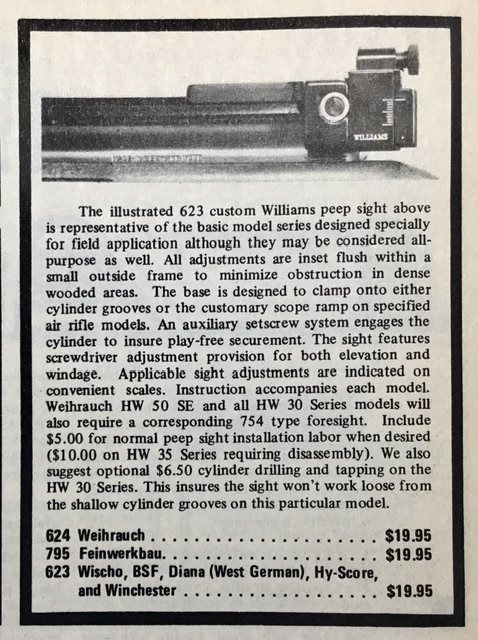 WILLIAMS
The illustrated 623 custom Williams peep sight above
is representative of the basic model series designed specially
for field application although they may be considered all-
purpose as well. All adjustments are inset flush within a
small outside frame to minimize obstruction in dense
wooded areas. The base is designed to clamp onto either
cylinder grooves or the customary scope ramp on specified
air rifle models. An auxiliary setscrew system engages the
cylinder to insure play-free securement. The sight features
screwdriver adjustment provision for both elevation and
windage. Applicable sight adjustments are indicated on
convenient scales. Instruction accompanies each model.
Weihrauch HW 50 SE and all HW 30 Series models will
also require a corresponding 754 type foresight. Include
$5.00 for normal peep sight installation labor when desired
($10.00 on HW 35 Series requiring disassembly). We also
suggest optional $6.50 cylinder drilling and tapping on the
HW 30 Series. This insures the sight won't work loose from
the shallow cylinder grooves on this particular model.
624 Weihrauch . . . . . . . . . . . . . . . . . . . . . . $19.95
795 Feinwerkbau. . . . . . . . . . . . . . . . . . . . . $19.95
623 Wischo, BSF, Diana (West German), Hy-Score,
and Winchester . . . . . . . . . . . . . . . . . . . $19.95